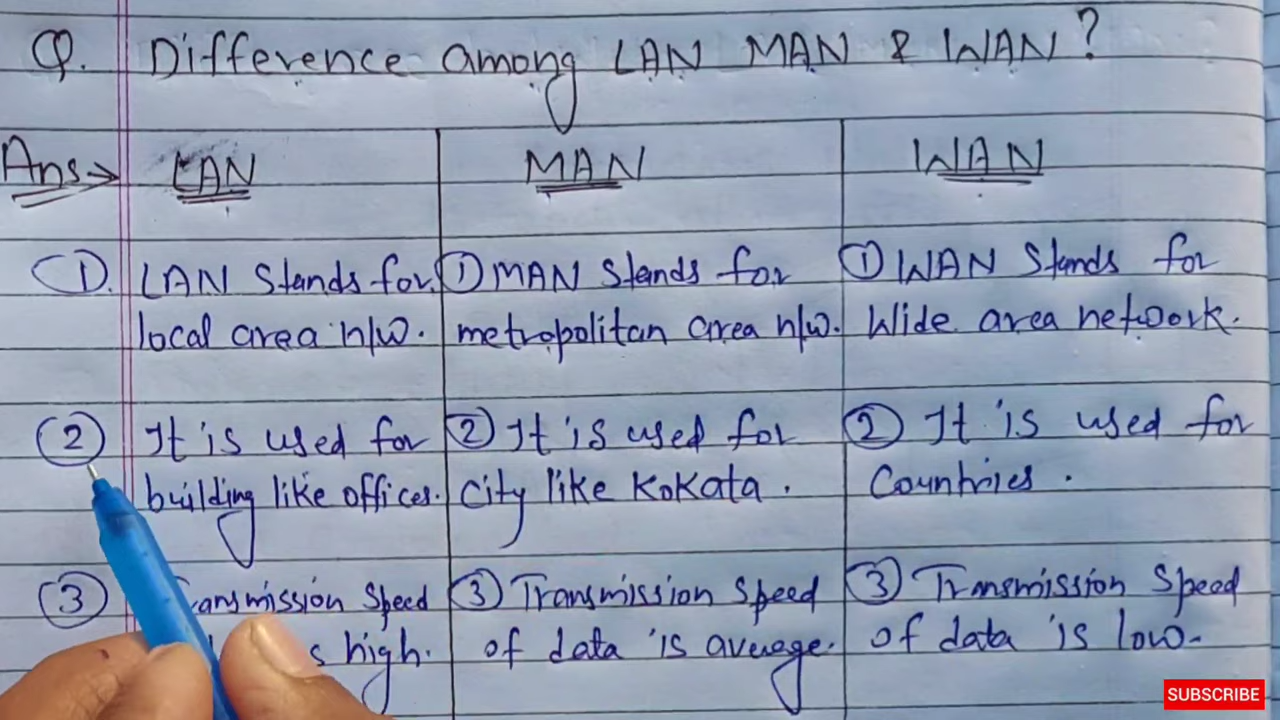 Q. Difference among LAN MAN & WAN?
Ans→ LAN MAN WAN
①. LAN Stands for ① MAN Stands for ① WAN Stands for
local area n/w. metropolitan area n/w. Wide area network.
② It is used for ② It is used for ② It is used for
building like offices. city like KoKata. Countries.
③ ansmission Speed ③ Transmission Speed ③ Transmission Speed
s high. of data is average. of data is low.
SUBSCRIBE